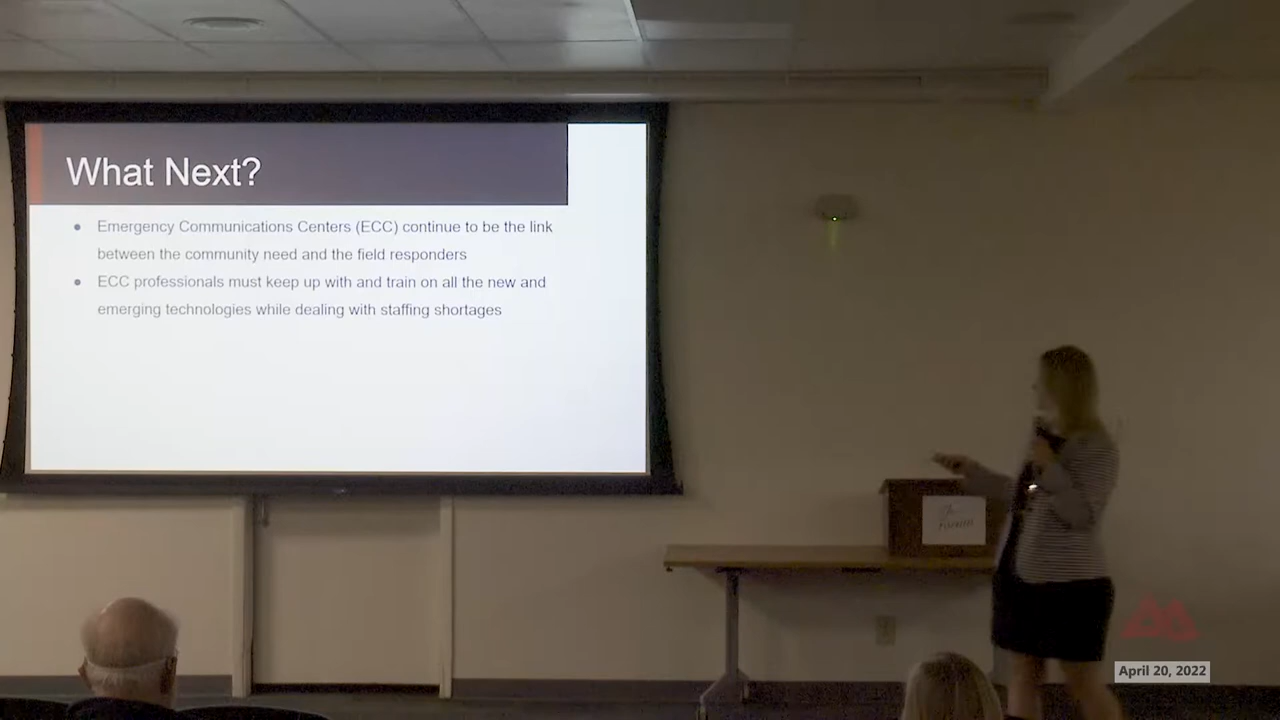 What Next?
Emergency Communications Centers (ECC) continue to be the link
between the community need and the field responders
ECC professionals must keep up with and train on all the new and
emerging technologies while dealing with staffing shortages
April 20, 2022